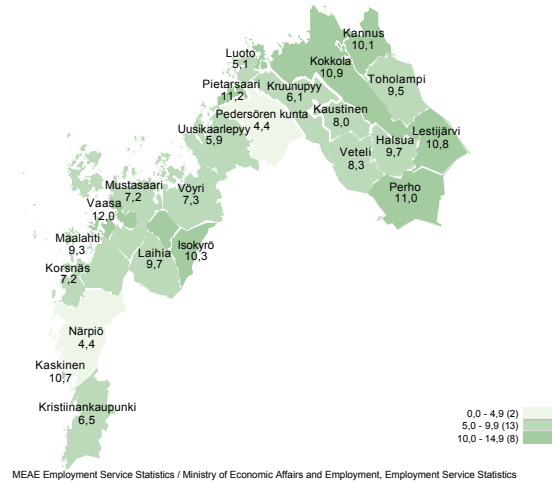 Kannus
10,1
Luoto
5,1
Kokkola
10,9
Toholampi
9,5
Pietarsaari
11,2
Kruunupyy
6,1
Kaustinen
8,0
Pedersören kunta
4,4
Uusikaarlepyy
5,9
Lestijärvi
10,8
Halsua
9,7
Veteli
8,3
Perho
11,0
Mustasaari
7,2
Vöyri
7,3
Vaasa
12,0
Maalahti
9,3
Isokyrö
10,3
Laihia
9,7
Korsnäs
7,2
Närpiö
4,4
Kaskinen
10,7
Kristiinankaupunki
6,5
0,0 - 4,9 (2)
5,0 - 9,9 (13)
10,0 - 14,9 (8)
MEAE Employment Service Statistics / Ministry of Economic Affairs and Employment, Employment Service Statistics